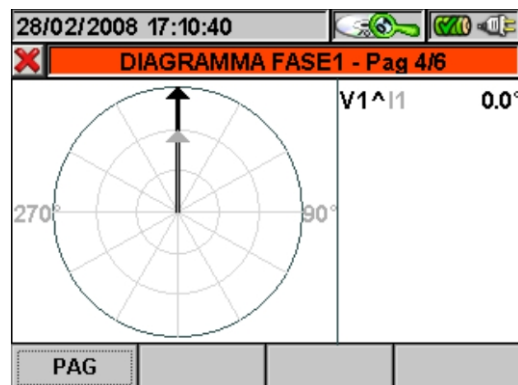 28/02/2008 17:10:40
DIAGRAMMA FASE1 - Pag 4/6
V1^I1 0.0°
270° 90°
PAG